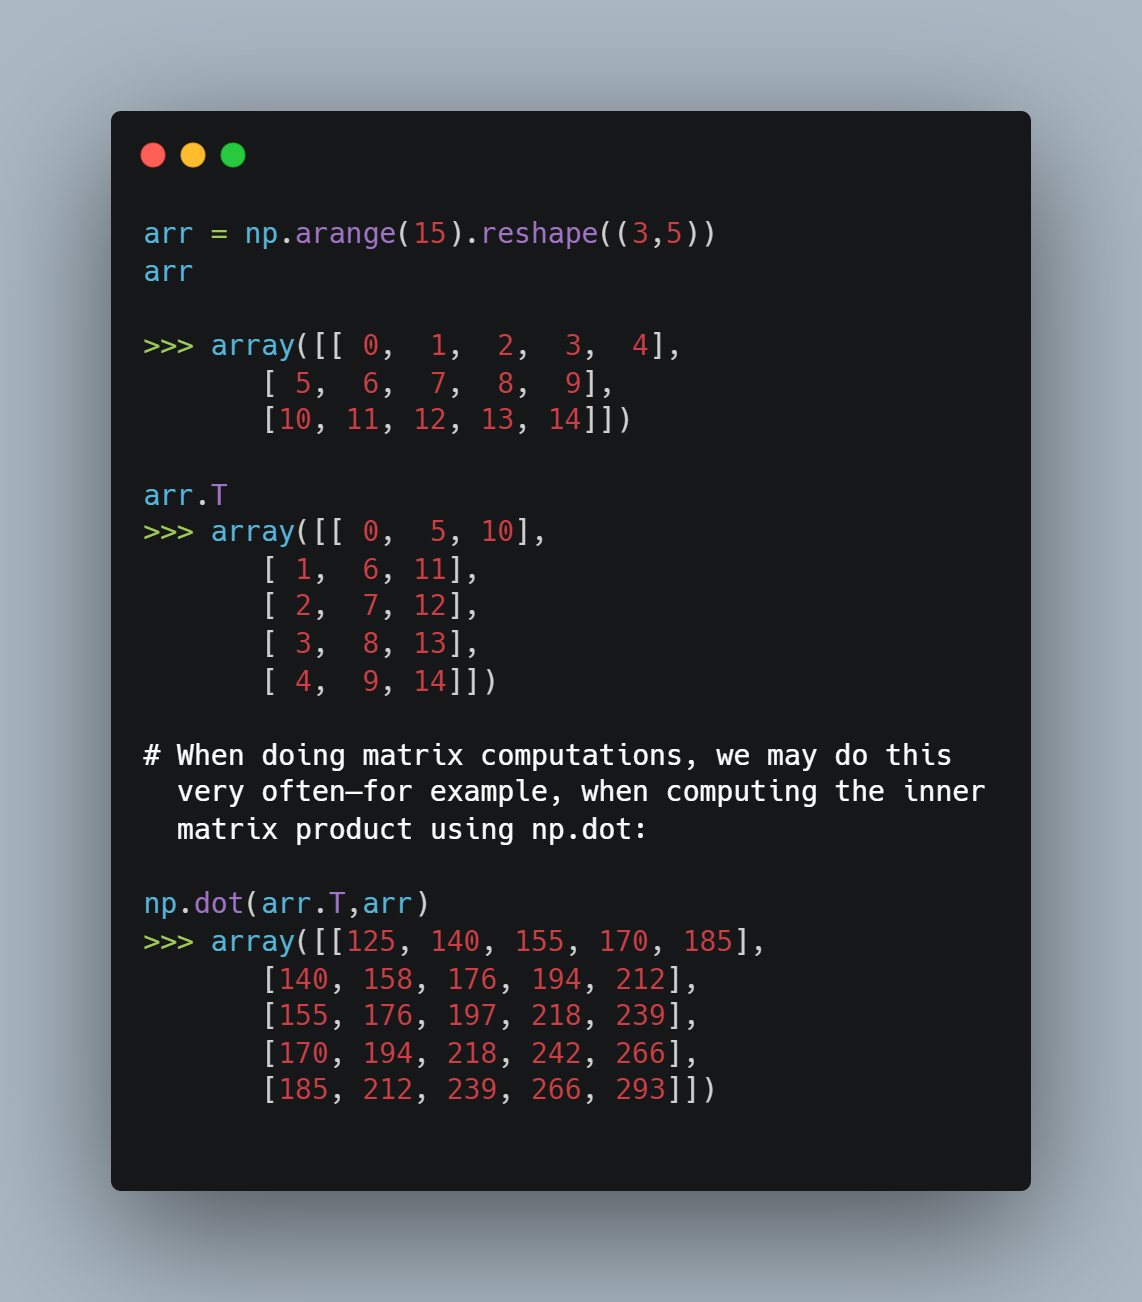 arr = np.arange(15).reshape((3,5))
arr
>>> array([[ 0,  1,  2,  3,  4],
       [ 5,  6,  7,  8,  9],
       [10, 11, 12, 13, 14]])
arr.T
>>> array([[ 0,  5, 10],
       [ 1,  6, 11],
       [ 2,  7, 12],
       [ 3,  8, 13],
       [ 4,  9, 14]])
# When doing matrix computations, we may do this
  very often—for example, when computing the inner
  matrix product using np.dot:
np.dot(arr.T,arr)
>>> array([[125, 140, 155, 170, 185],
       [140, 158, 176, 194, 212],
       [155, 176, 197, 218, 239],
       [170, 194, 218, 242, 266],
       [185, 212, 239, 266, 293]])